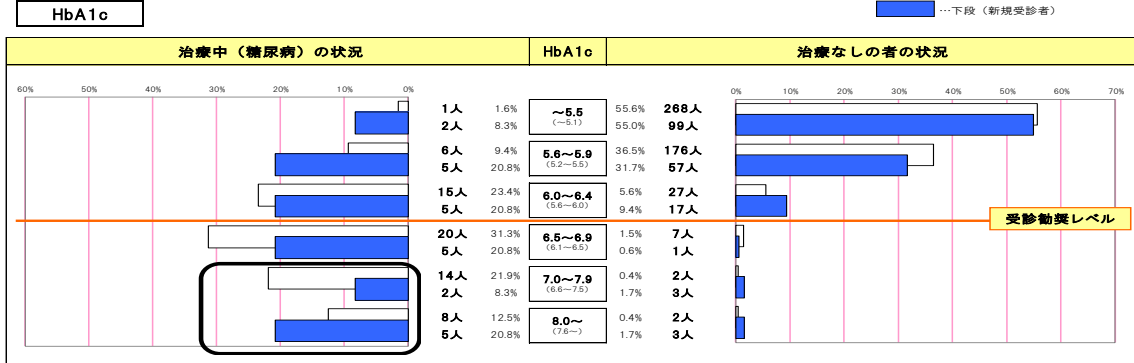 HbA1c
…下段（新規受診者）
治療中（糖尿病）の状況 HbA1c 治療なしの者の状況
60% 50% 40% 30% 20% 10% 0% 0% 10% 20% 30% 40% 50% 60% 70%
1人 1.6% ～5.5 55.6% 268人
2人 8.3% (～5.1) 55.0% 99人
6人 9.4% 5.6～5.9 36.5% 176人
5人 20.8% (5.2～5.5) 31.7% 57人
15人 23.4% 6.0～6.4 5.6% 27人
5人 20.8% (5.6～6.0) 9.4% 17人
受診勧奨レベル
20人 31.3% 6.5～6.9 1.5% 7人
5人 20.8% (6.1～6.5) 0.6% 1人
14人 21.9% 7.0～7.9 0.4% 2人
2人 8.3% (6.6～7.5) 1.7% 3人
8人 12.5% 8.0～ 0.4% 2人
5人 20.8% (7.6～) 1.7% 3人